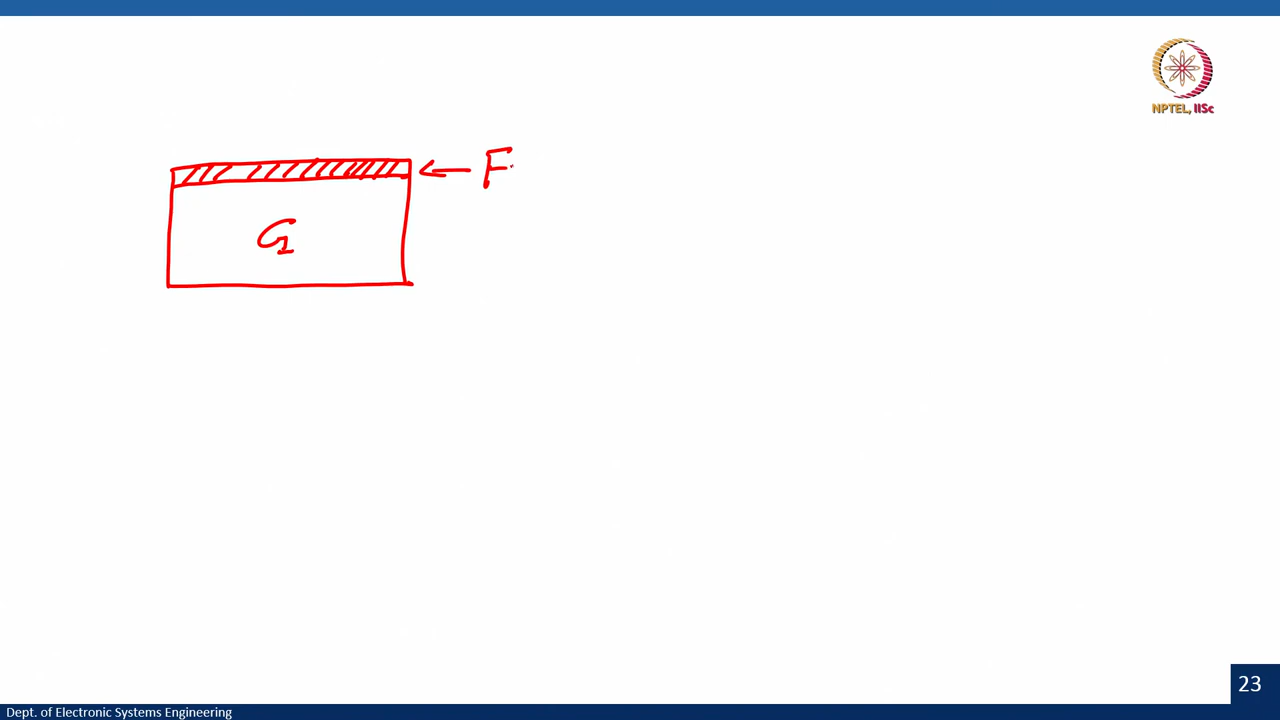 NPTEL, IISc
← F
G
23
Dept. of Electronic Systems Engineering